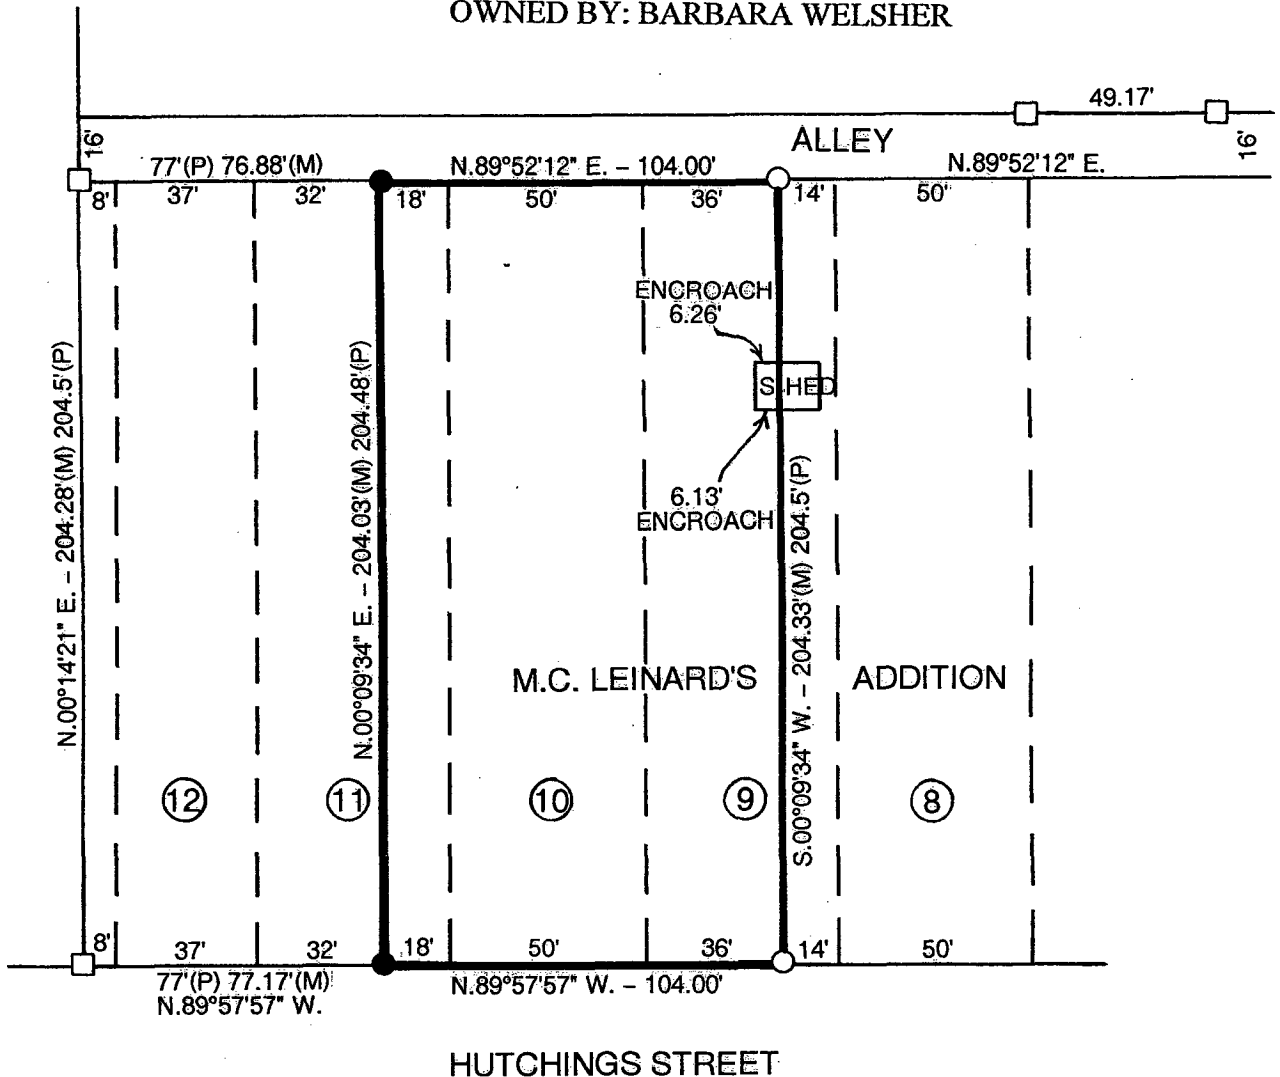 OWNED BY: BARBARA WELSHER
49.17'
16'
ALLEY
16'
77'(P) 76.88'(M)
N.89°52'12" E. – 104.00'
N.89°52'12" E.
8'
37'
32'
18'
50'
36'
14'
50'
ENCROACH
6.26'
SHED
6.13'
ENCROACH
N.00°14'21" E. – 204.28'(M) 204.5'(P)
N.00°09'34" E. – 204.03'(M) 204.48'(P)
S.00°09'34" W. – 204.33'(M) 204.5'(P)
M.C. LEINARD'S ADDITION
12
11
10
9
8
8'
37'
32'
18'
50'
36'
14'
50'
77'(P) 77.17'(M)
N.89°57'57" W.
N.89°57'57" W. – 104.00'
HUTCHINGS STREET